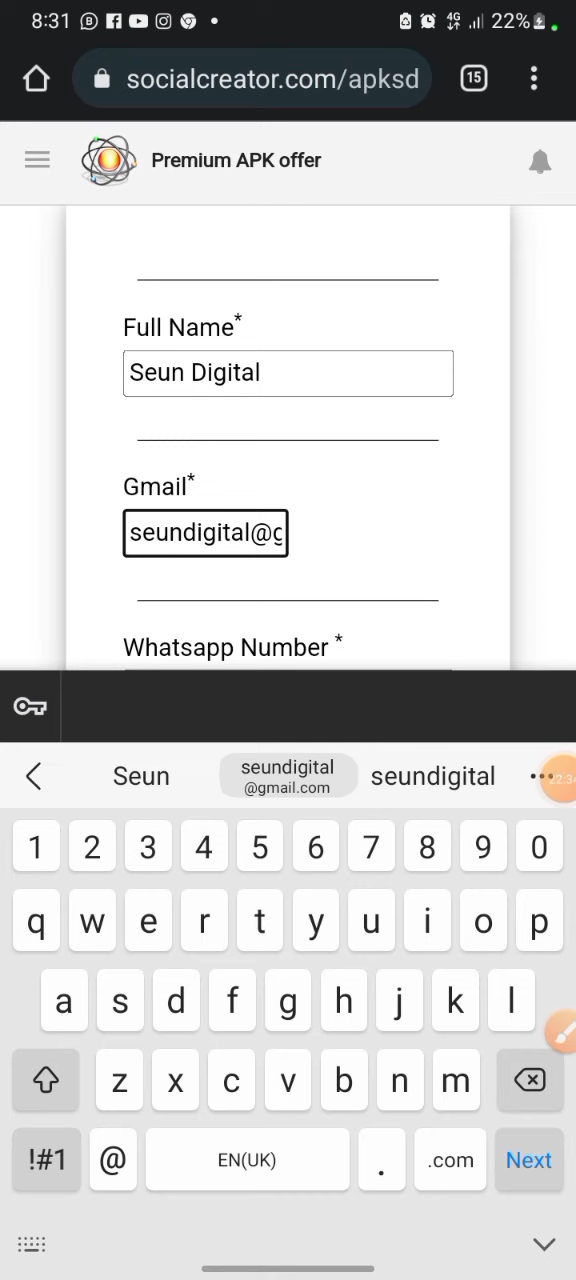 8:31
4G
22%
socialcreator.com/apksd
15
Premium APK offer
Full Name*
Seun Digital
Gmail*
seundigital@g
Whatsapp Number *
Seun
seundigital
@gmail.com
seundigital
22:34
1 2 3 4 5 6 7 8 9 0
q w e r t y u i o p
a s d f g h j k l
z x c v b n m
!#1 @ EN(UK) . .com Next